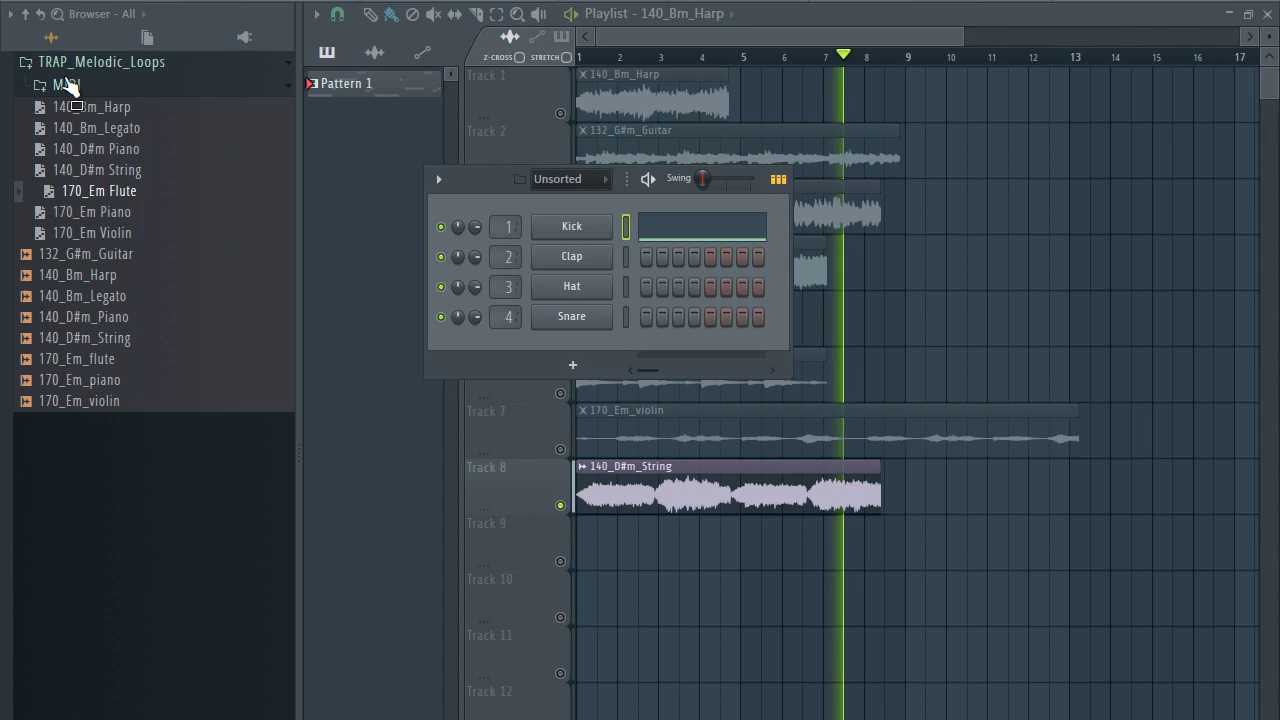 Browser - All
Playlist - 140_Bm_Harp
TRAP_Melodic_Loops
140_Bm_Harp
140_Bm_Legato
140_D#m Piano
140_D#m String
170_Em Flute
170_Em Piano
170_Em Violin
132_G#m_Guitar
140_Bm_Harp
140_Bm_Legato
140_D#m_Piano
140_D#m_String
170_Em_flute
170_Em_piano
170_Em_violin
Pattern 1
Z-CROSS STRETCH
1 2 3 4 5 6 7 8 9 10 11 12 13 14 15 16 17
Track 1
140_Bm_Harp
Track 2
132_G#m_Guitar
Unsorted
Swing
1 Kick
2 Clap
3 Hat
4 Snare
+
Track 7
170_Em_violin
Track 8
140_D#m_String
Track 9
Track 10
Track 11
Track 12